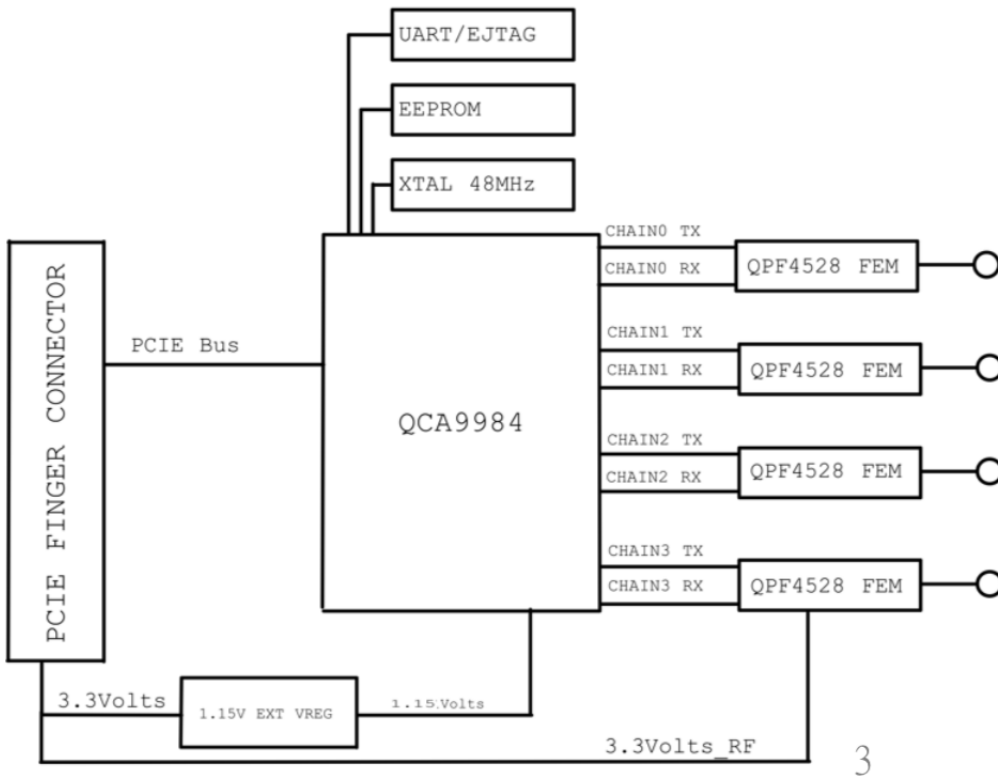 UART/EJTAG
EEPROM
XTAL 48MHz
CHAIN0 TX
CHAIN0 RX
QPF4528 FEM
PCIE FINGER CONNECTOR
PCIE Bus
QCA9984
CHAIN1 TX
CHAIN1 RX
QPF4528 FEM
CHAIN2 TX
CHAIN2 RX
QPF4528 FEM
CHAIN3 TX
CHAIN3 RX
QPF4528 FEM
3.3Volts
1.15V EXT VREG
1.15Volts
3.3Volts_RF
3